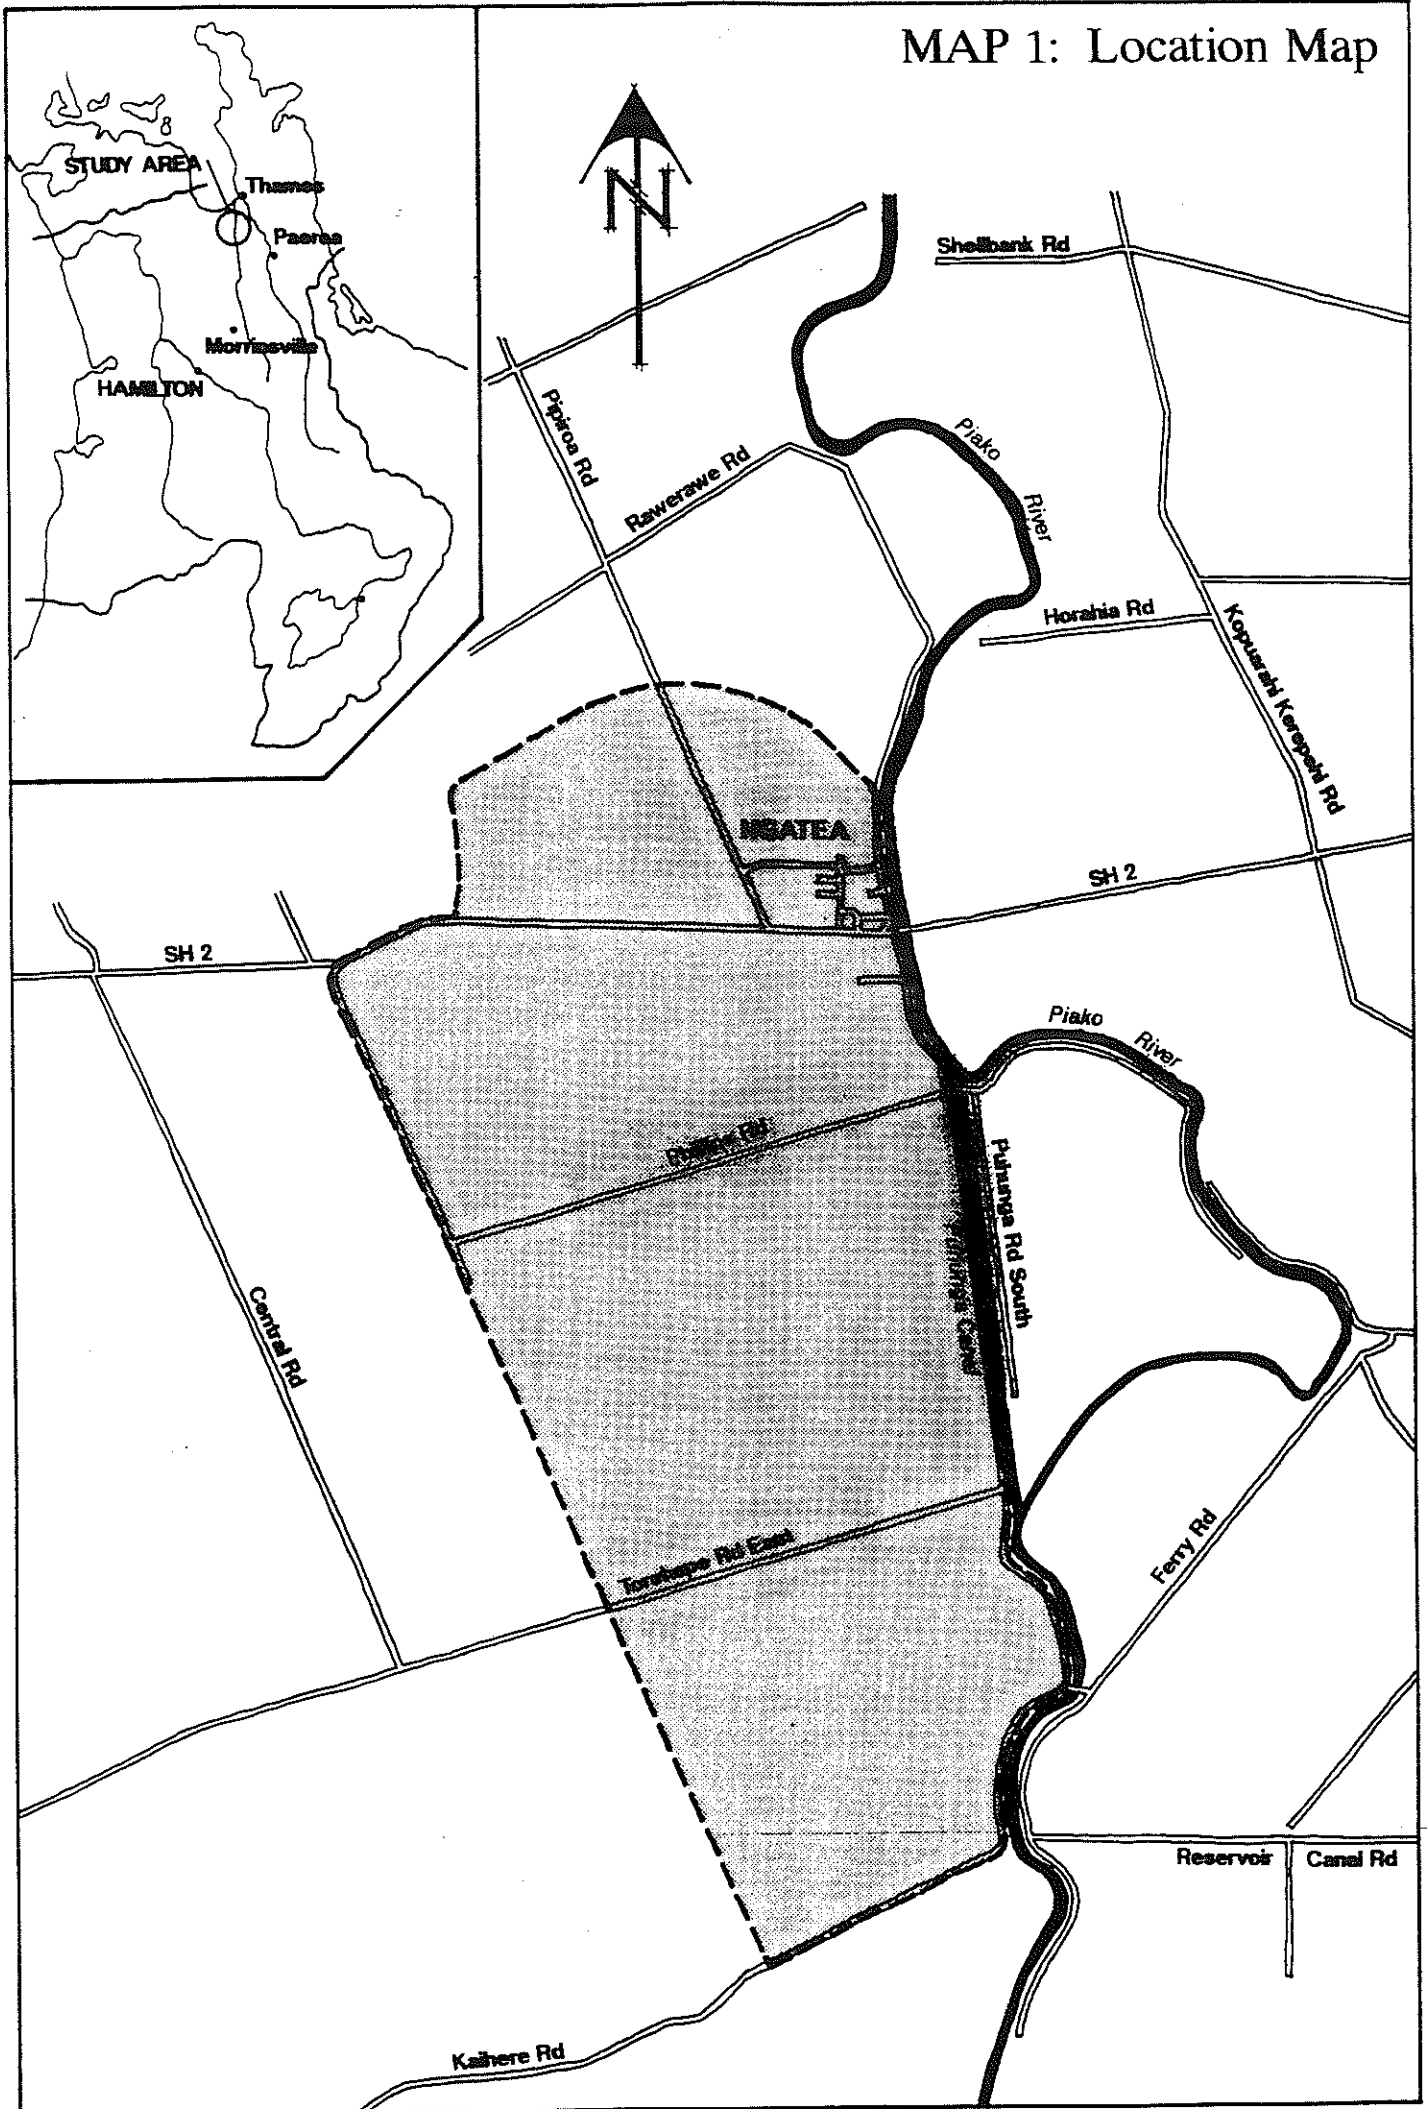 MAP 1: Location Map
STUDY AREA
Thames
Paeroa
Morrinsville
HAMILTON
N
Shellbank Rd
Pipiroa Rd
Rawerawe Rd
Piako
River
Horahia Rd
Kopuarahi Kerepehi Rd
NGATEA
SH 2
SH 2
Piako
River
Phillips Rd
Puhunga Rd South
Puhunga Canal
Central Rd
Torehape Rd East
Ferry Rd
Reservoir Canal Rd
Kaihere Rd